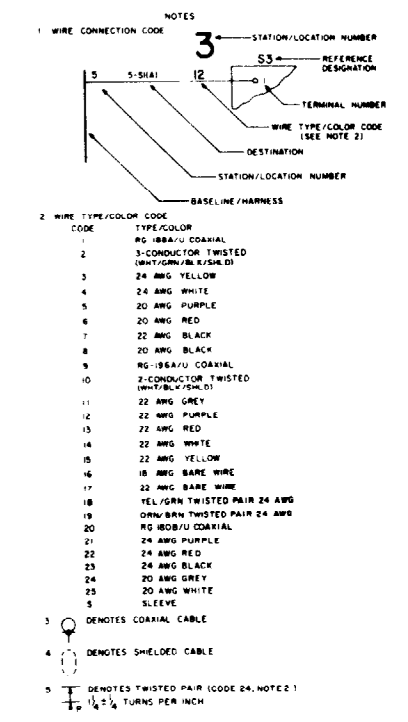 NOTES
1 WIRE CONNECTION CODE
3 STATION/LOCATION NUMBER
S3 REFERENCE DESIGNATION
5 5-S1(A) 12
TERMINAL NUMBER
WIRE TYPE/COLOR CODE
(SEE NOTE 2)
DESTINATION
STATION/LOCATION NUMBER
BASELINE/HARNESS
2 WIRE TYPE/COLOR CODE
CODE TYPE/COLOR
1 RG 188A/U COAXIAL
2 3-CONDUCTOR TWISTED
(WHT/GRN/BLK/SHLD)
3 24 AWG YELLOW
4 24 AWG WHITE
5 20 AWG PURPLE
6 20 AWG RED
7 22 AWG BLACK
8 20 AWG BLACK
9 RG-196A/U COAXIAL
10 2-CONDUCTOR TWISTED
(WHT/BLK/SHLD)
11 22 AWG GREY
12 22 AWG PURPLE
13 22 AWG RED
14 22 AWG WHITE
15 22 AWG YELLOW
16 18 AWG BARE WIRE
17 22 AWG BARE WIRE
18 YEL/GRN TWISTED PAIR 24 AWG
19 ORN/BRN TWISTED PAIR 24 AWG
20 RG 180B/U COAXIAL
21 24 AWG PURPLE
22 24 AWG RED
23 24 AWG BLACK
24 20 AWG GREY
25 20 AWG WHITE
S SLEEVE
3 DENOTES COAXIAL CABLE
4 DENOTES SHIELDED CABLE
5 DENOTES TWISTED PAIR (CODE 24, NOTE 2)
P 1 1/4 ± 1/4 TURNS PER INCH